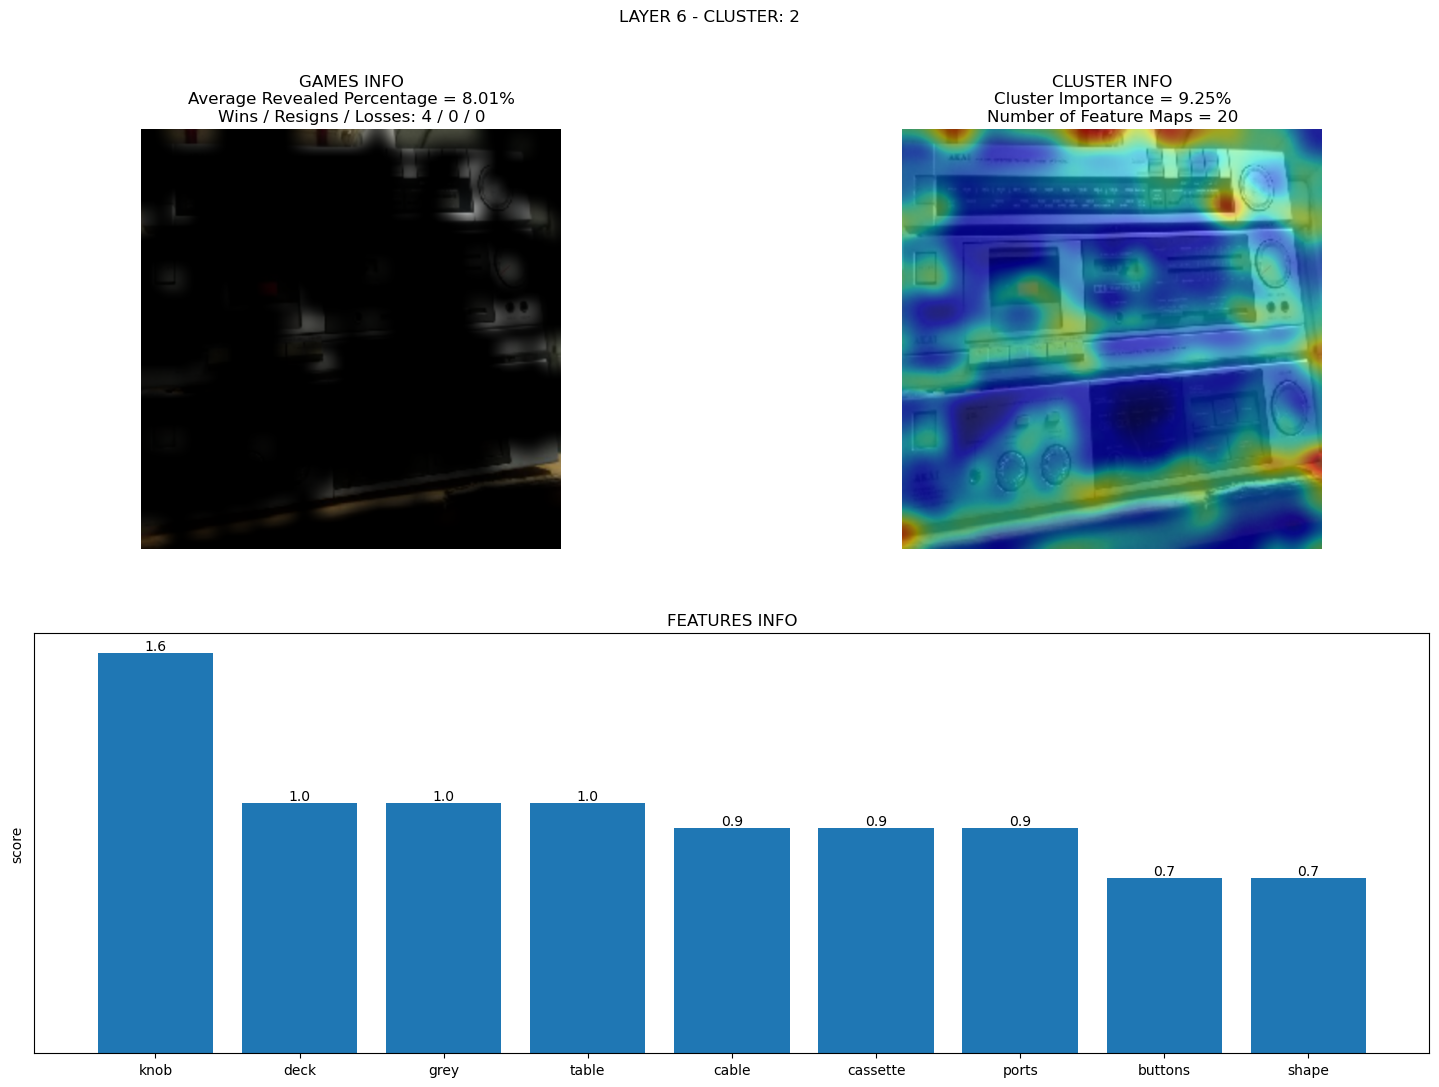 LAYER 6 - CLUSTER: 2
GAMES INFO
Average Revealed Percentage = 8.01%
Wins / Resigns / Losses: 4 / 0 / 0
CLUSTER INFO
Cluster Importance = 9.25%
Number of Feature Maps = 20
AKAI
FEATURES INFO
score
1.6
1.0
1.0
1.0
0.9
0.9
0.9
0.7
0.7
knob
deck
grey
table
cable
cassette
ports
buttons
shape